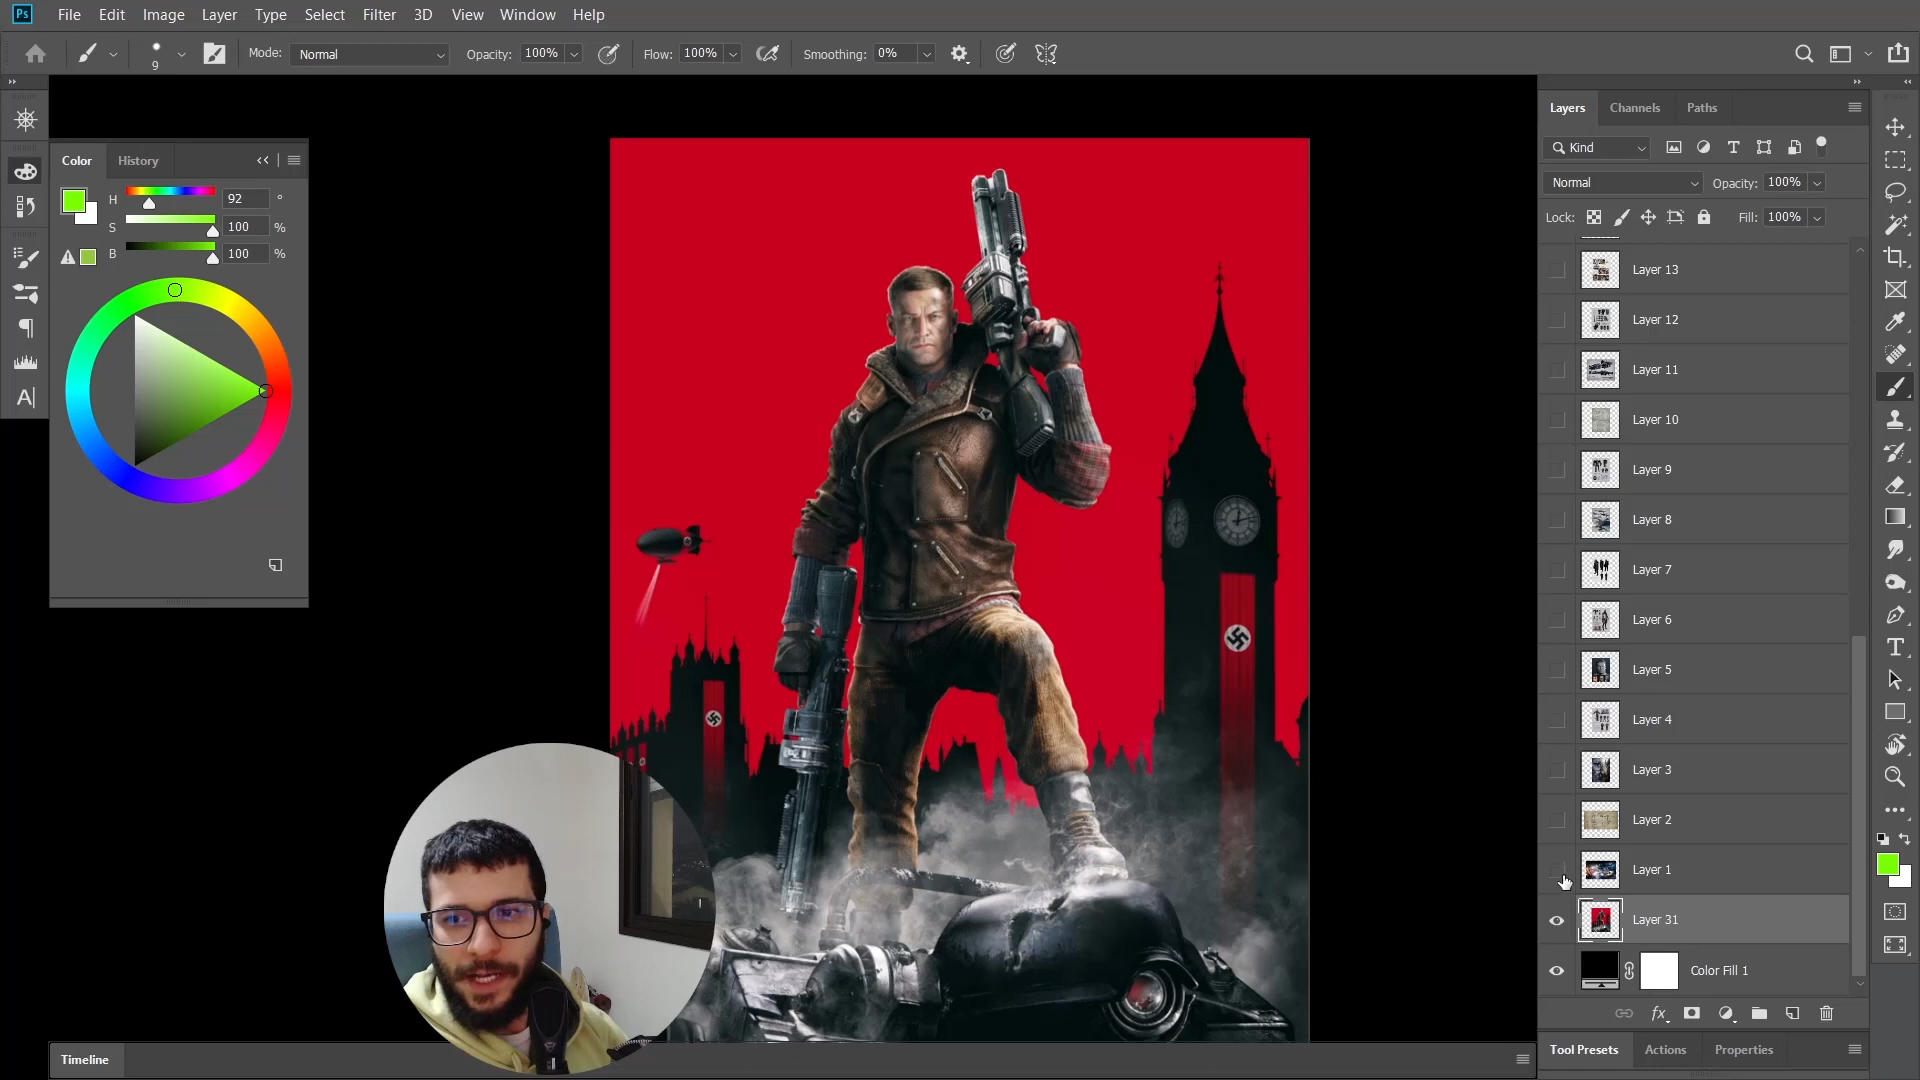 Ps File Edit Image Layer Type Select Filter 3D View Window Help
9 Mode: Normal Opacity: 100% Flow: 100% Smoothing: 0%
Color History
H 92 °
S 100 %
B 100 %
Layers Channels Paths
Kind
Normal Opacity: 100%
Lock: Fill: 100%
Layer 13
Layer 12
Layer 11
Layer 10
Layer 9
Layer 8
Layer 7
Layer 6
Layer 5
Layer 4
Layer 3
Layer 2
Layer 1
Layer 31
Color Fill 1
fx
Tool Presets Actions Properties
Timeline